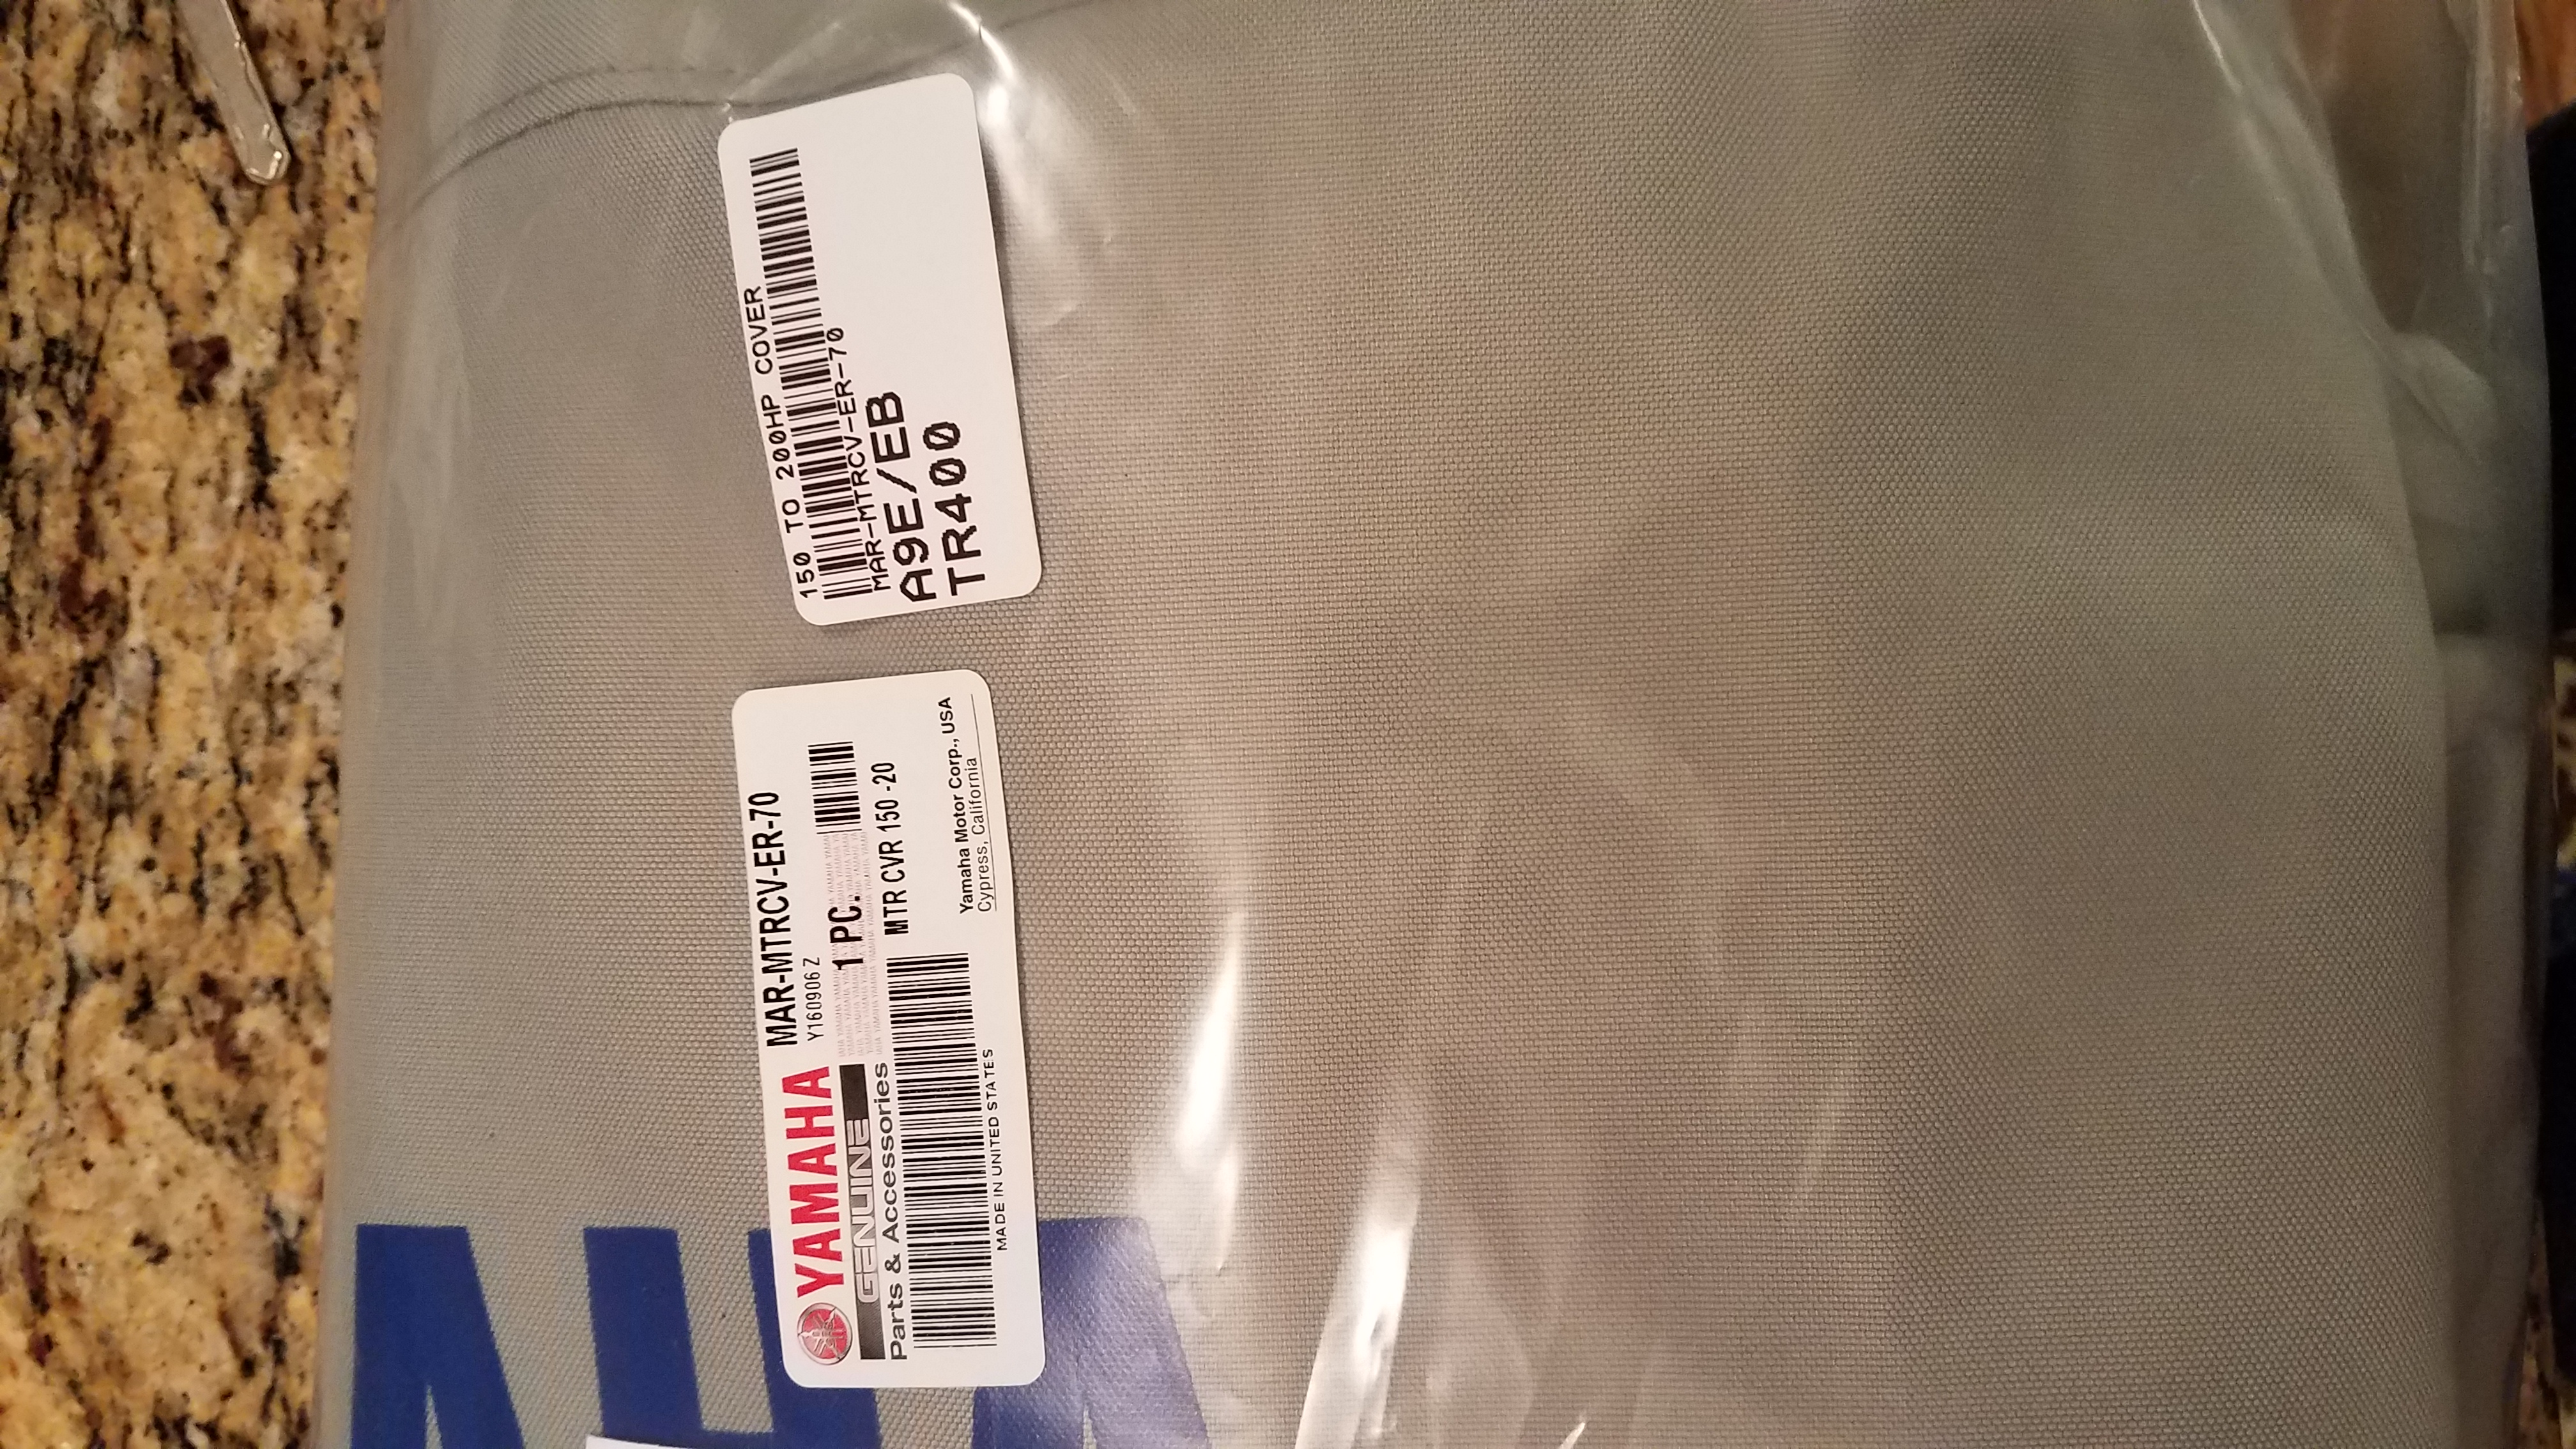 150 TO 200HP COVER
MAR-MTRCV-ER-70
A9E/EB
TR400
YAMAHA
GENUINE
Parts & Accessories
MAR-MTRCV-ER-70
Y160906 Z
1 PC.
MTR CVR 150 -20
Yamaha Motor Corp., USA
Cypress, California
MADE IN UNITED STATES
AHA